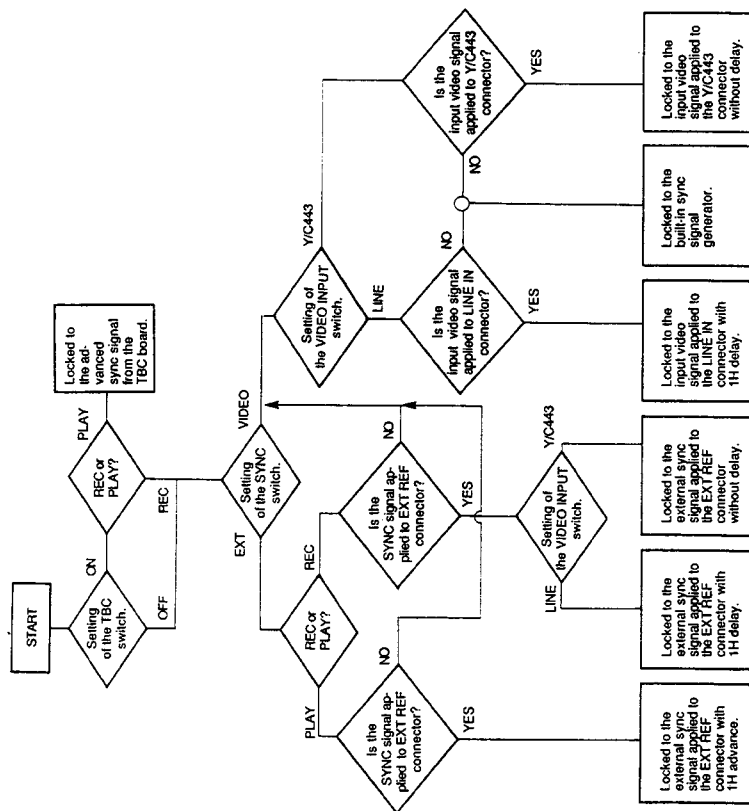 START
Setting
of the TBC
switch.
ON
OFF
REC or
PLAY?
PLAY
REC
Locked to
the ad-
vanced
sync signal
from the
TBC board.
Setting
of the SYNC
switch.
EXT
VIDEO
REC or
PLAY?
PLAY
REC
Is the
SYNC signal ap-
plied to EXT REF
connector?
NO
YES
Is the
SYNC signal ap-
plied to EXT REF
connector?
NO
YES
Setting of
the VIDEO INPUT
switch.
LINE
Y/C443
Setting of
the VIDEO INPUT
switch.
LINE
Y/C443
Is the
input video signal
applied to LINE IN
connector?
NO
YES
Is the
input video signal
applied to Y/C443
connector?
NO
YES
Locked to the
external sync
signal applied to
the EXT REF
connector with
1H advance.
Locked to the
external sync
signal applied to
the EXT REF
connector with
1H delay.
Locked to the
external sync
signal applied to
the EXT REF
connector
without delay.
Locked to the
input video
signal applied to
the LINE IN
connector with
1H delay.
Locked to the
built-in sync
signal
generator.
Locked to the
input video
signal applied to
the Y/C443
connector
without delay.